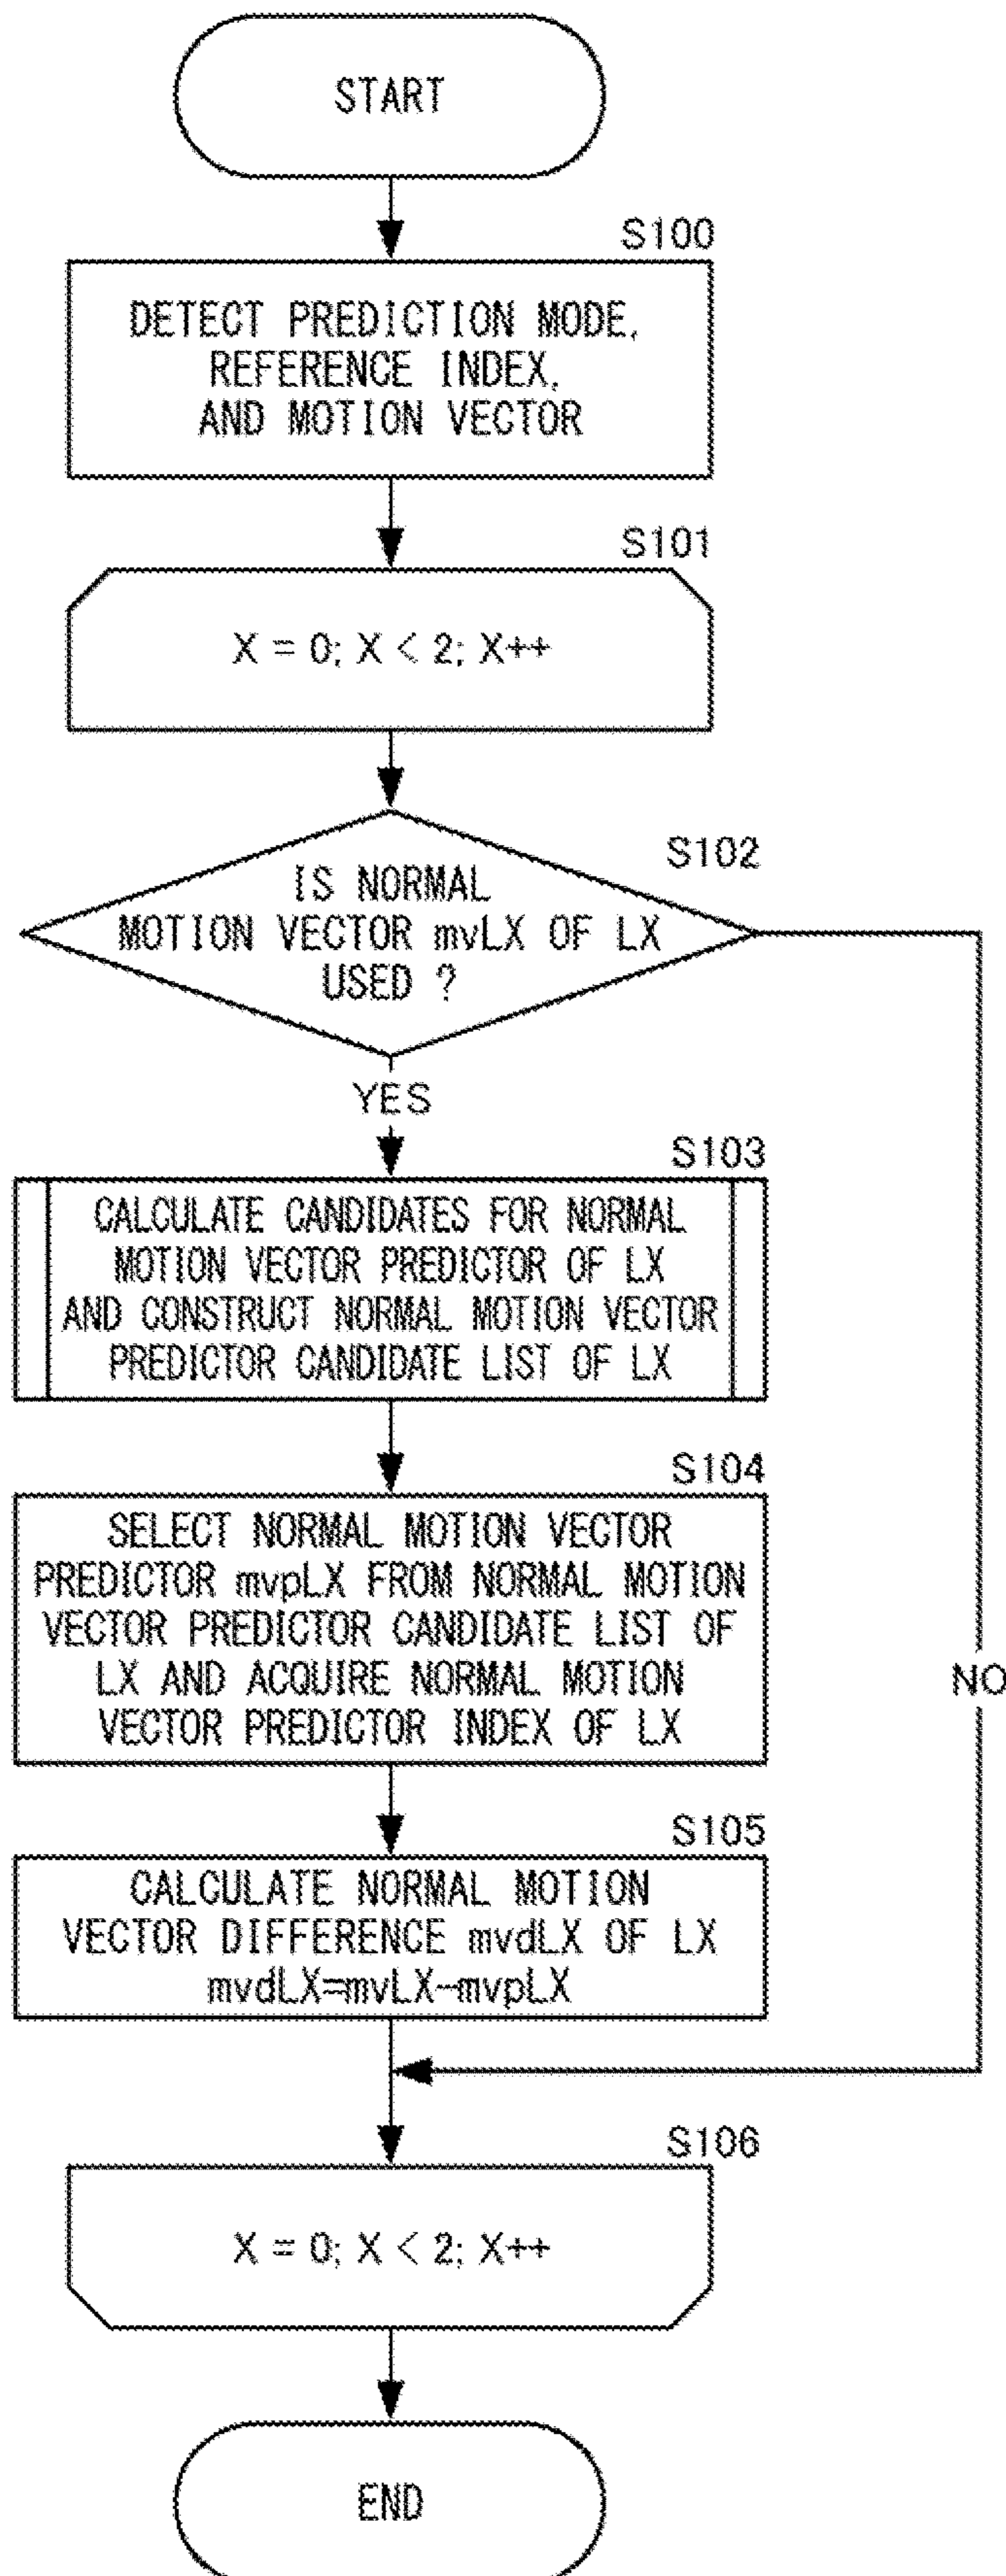 START
S100
DETECT PREDICTION MODE,
REFERENCE INDEX,
AND MOTION VECTOR
S101
X = 0; X < 2; X++
S102
IS NORMAL
MOTION VECTOR mvLX OF LX
USED ?
YES
S103
CALCULATE CANDIDATES FOR NORMAL
MOTION VECTOR PREDICTOR OF LX
AND CONSTRUCT NORMAL MOTION VECTOR
PREDICTOR CANDIDATE LIST OF LX
S104
SELECT NORMAL MOTION VECTOR
PREDICTOR mvpLX FROM NORMAL MOTION
VECTOR PREDICTOR CANDIDATE LIST OF
LX AND ACQUIRE NORMAL MOTION
VECTOR PREDICTOR INDEX OF LX
NO
S105
CALCULATE NORMAL MOTION
VECTOR DIFFERENCE mvdLX OF LX
mvdLX=mvLX-mvpLX
S106
X = 0; X < 2; X++
END